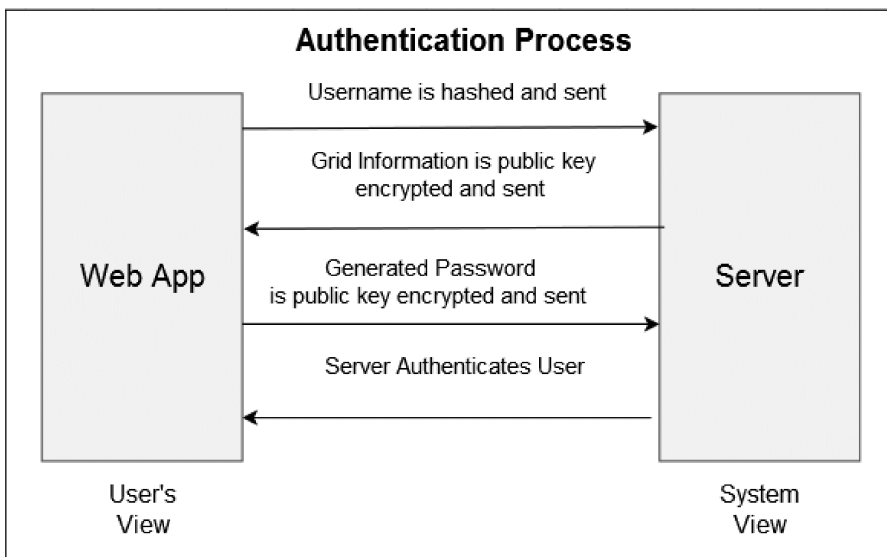 Authentication Process
Username is hashed and sent
Grid Information is public key
encrypted and sent
Web App
Generated Password
is public key encrypted and sent
Server
Server Authenticates User
User's
View
System
View